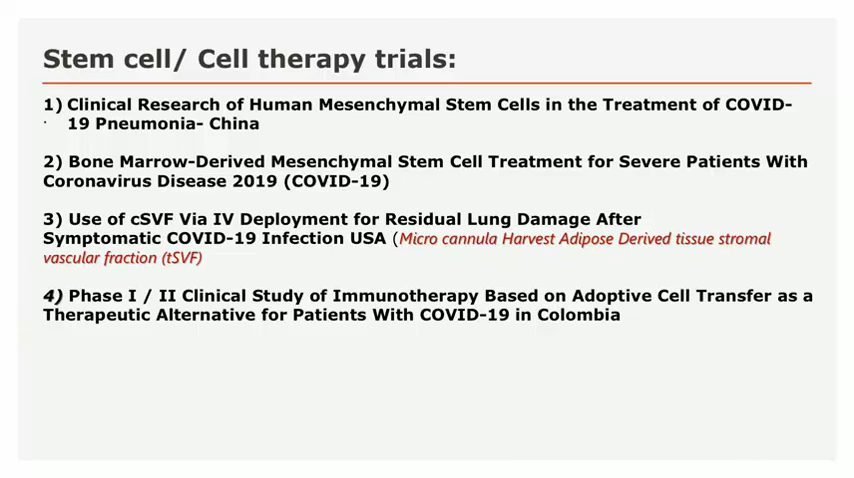 Stem cell/ Cell therapy trials:
1) Clinical Research of Human Mesenchymal Stem Cells in the Treatment of COVID-
19 Pneumonia- China
2) Bone Marrow-Derived Mesenchymal Stem Cell Treatment for Severe Patients With
Coronavirus Disease 2019 (COVID-19)
3) Use of cSVF Via IV Deployment for Residual Lung Damage After
Symptomatic COVID-19 Infection USA (Micro cannula Harvest Adipose Derived tissue stromal
vascular fraction (tSVF)
4) Phase I / II Clinical Study of Immunotherapy Based on Adoptive Cell Transfer as a
Therapeutic Alternative for Patients With COVID-19 in Colombia